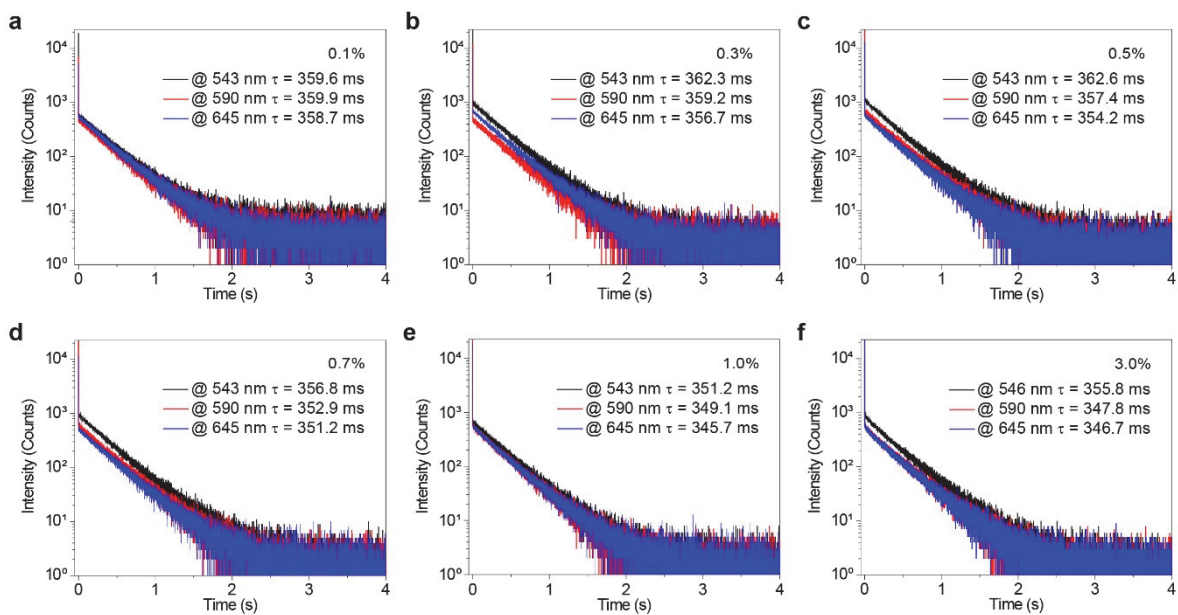 a
0.1%
@ 543 nm τ = 359.6 ms
@ 590 nm τ = 359.9 ms
@ 645 nm τ = 358.7 ms
Intensity (Counts)
10⁴
10³
10²
10¹
10⁰
0 1 2 3 4
Time (s)
b
0.3%
@ 543 nm τ = 362.3 ms
@ 590 nm τ = 359.2 ms
@ 645 nm τ = 356.7 ms
Intensity (Counts)
10⁴
10³
10²
10¹
10⁰
0 1 2 3 4
Time (s)
c
0.5%
@ 543 nm τ = 362.6 ms
@ 590 nm τ = 357.4 ms
@ 645 nm τ = 354.2 ms
Intensity (Counts)
10⁴
10³
10²
10¹
10⁰
0 1 2 3 4
Time (s)
d
0.7%
@ 543 nm τ = 356.8 ms
@ 590 nm τ = 352.9 ms
@ 645 nm τ = 351.2 ms
Intensity (Counts)
10⁴
10³
10²
10¹
10⁰
0 1 2 3 4
Time (s)
e
1.0%
@ 543 nm τ = 351.2 ms
@ 590 nm τ = 349.1 ms
@ 645 nm τ = 345.7 ms
Intensity (Counts)
10⁴
10³
10²
10¹
10⁰
0 1 2 3 4
Time (s)
f
3.0%
@ 546 nm τ = 355.8 ms
@ 590 nm τ = 347.8 ms
@ 645 nm τ = 346.7 ms
Intensity (Counts)
10⁴
10³
10²
10¹
10⁰
0 1 2 3 4
Time (s)